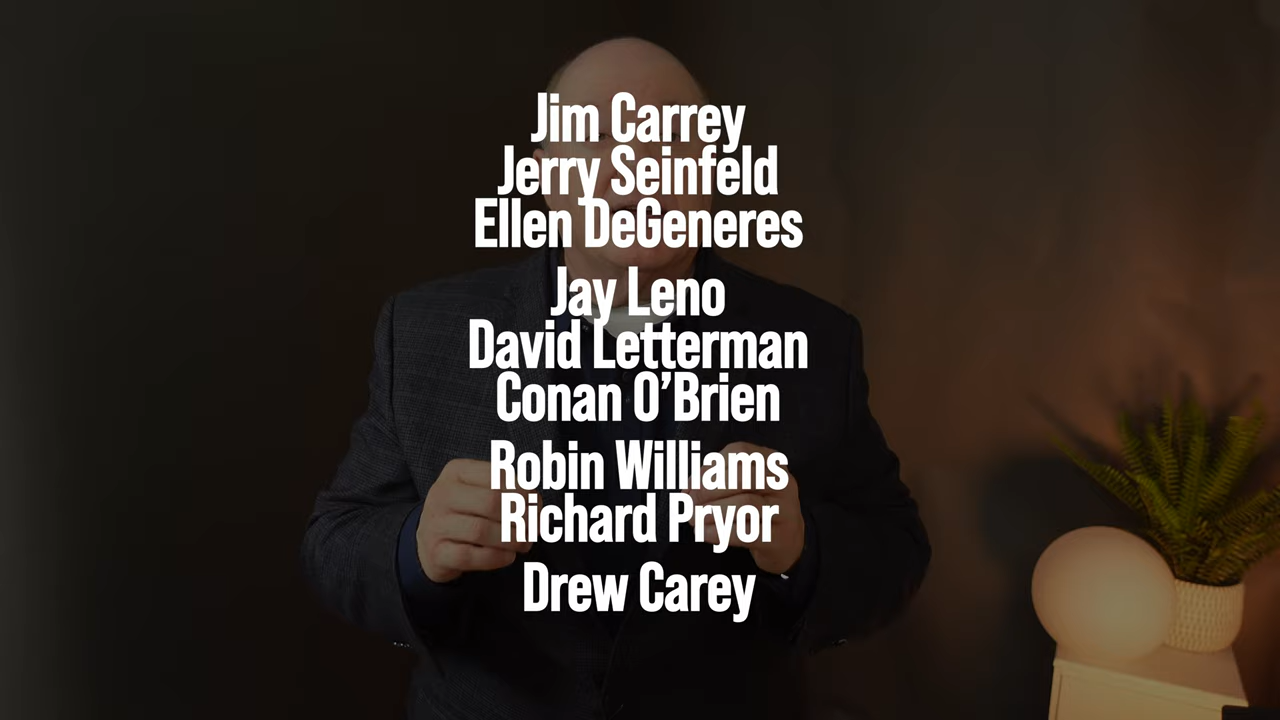 Jim Carrey
Jerry Seinfeld
Ellen DeGeneres
Jay Leno
David Letterman
Conan O’Brien
Robin Williams
Richard Pryor
Drew Carey